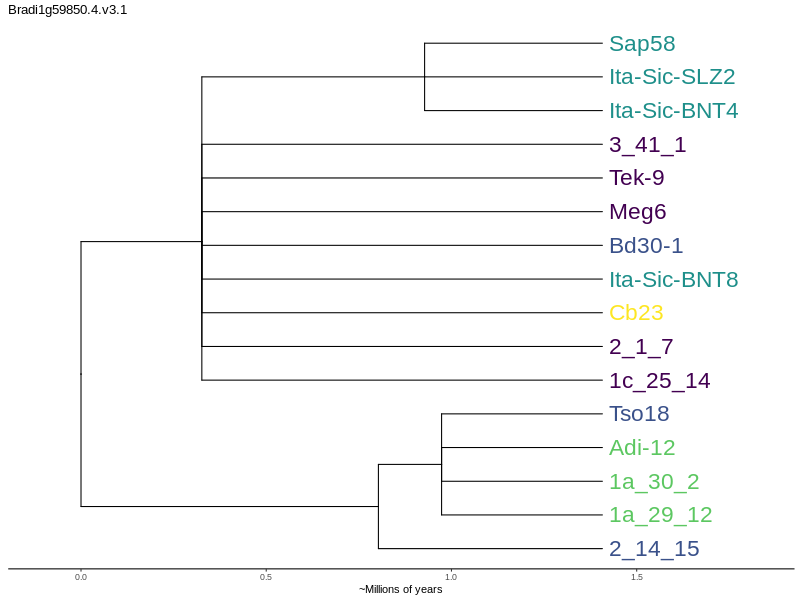 Bradi1g59850.4.v3.1
Sap58
Ita-Sic-SLZ2
Ita-Sic-BNT4
3_41_1
Tek-9
Meg6
Bd30-1
Ita-Sic-BNT8
Cb23
2_1_7
1c_25_14
Tso18
Adi-12
1a_30_2
1a_29_12
2_14_15
0.0 0.5 1.0 1.5
~Millions of years